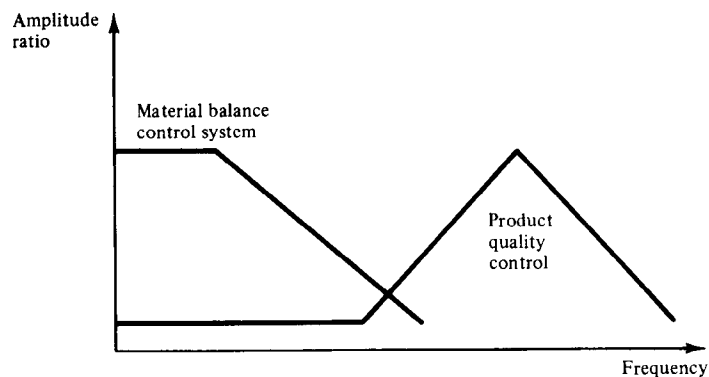 Amplitude
ratio
Material balance
control system
Product
quality
control
Frequency